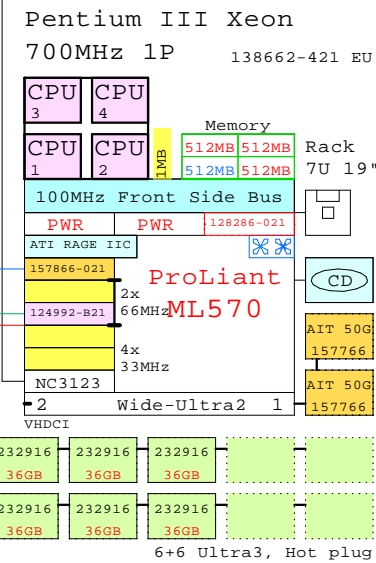 Pentium III Xeon
700MHz 1P
138662-421 EU
CPU CPU
3 4
Memory
CPU CPU
1 2
1MB
512MB 512MB
512MB 512MB
Rack
7U 19"
100MHz Front Side Bus
PWR PWR 128286-021
ATI RAGE IIC
157866-021
ProLiant
ML570
CD
2x
66MHz
124992-B21
AIT 50G
157766
4x
33MHz
NC3123
AIT 50G
157766
2 Wide-Ultra2 1
VHDCI
232916 232916 232916
36GB 36GB 36GB
232916 232916 232916
36GB 36GB 36GB
6+6 Ultra3, Hot plug